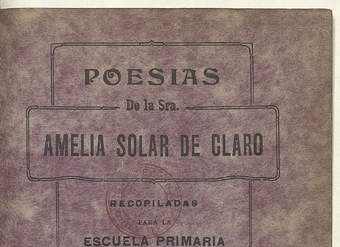 POESIAS
De la Sra.
AMELIA SOLAR DE CLARO
RECOPILADAS
PARA LA
ESCUELA PRIMARIA